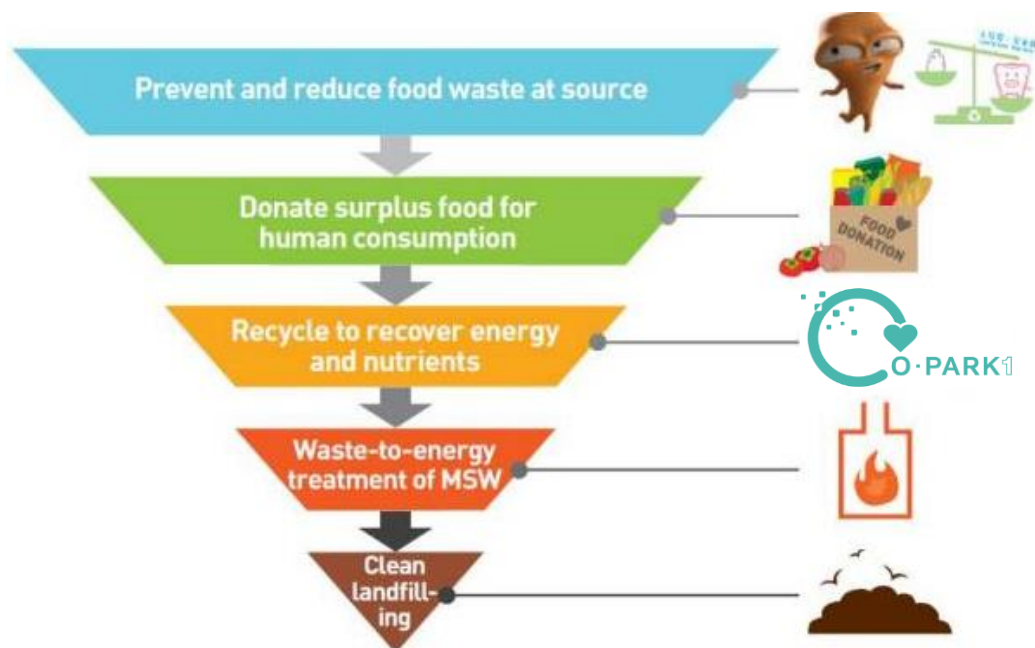 Prevent and reduce food waste at source
Donate surplus food for
human consumption
FOOD
DONATION
Recycle to recover energy
and nutrients
O·PARK1
Waste-to-energy
treatment of MSW
Clean
landfill-
ing